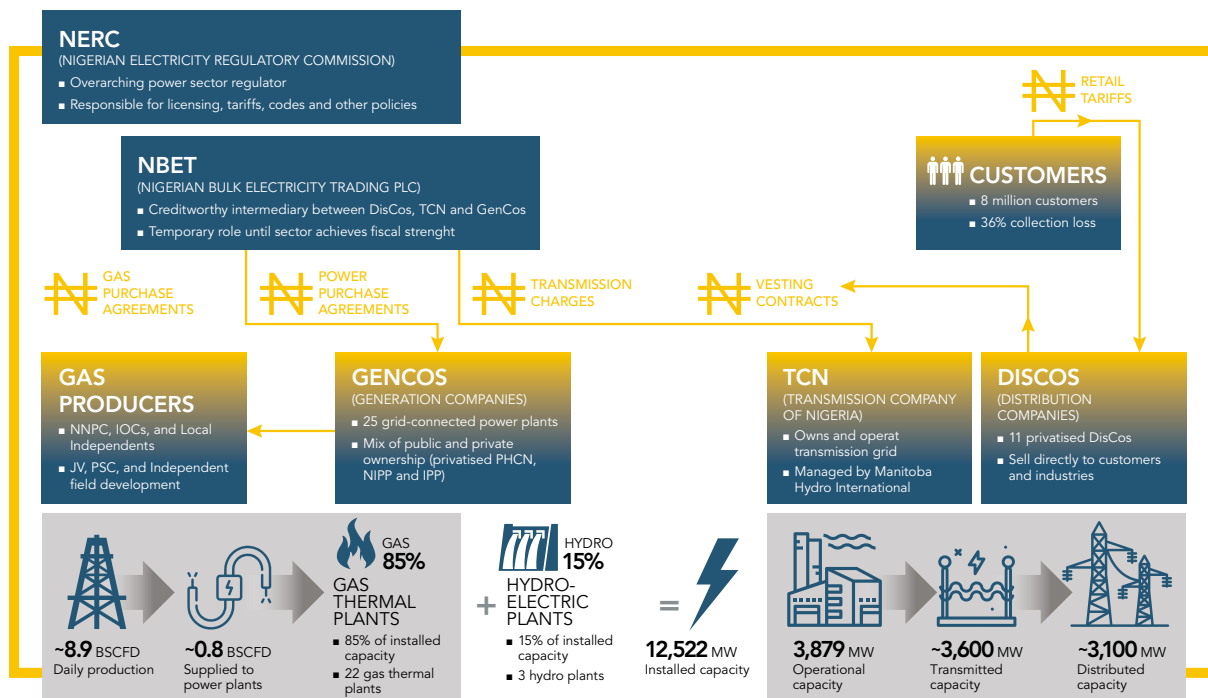 NERC
(NIGERIAN ELECTRICITY REGULATORY COMMISSION)
▪ Overarching power sector regulator
▪ Responsible for licensing, tariffs, codes and other policies
RETAIL
TARIFFS
NBET
(NIGERIAN BULK ELECTRICITY TRADING PLC)
▪ Creditworthy intermediary between DisCos, TCN and GenCos
▪ Temporary role until sector achieves fiscal strenght
CUSTOMERS
▪ 8 million customers
▪ 36% collection loss
GAS
PURCHASE
AGREEMENTS
POWER
PURCHASE
AGREEMENTS
TRANSMISSION
CHARGES
VESTING
CONTRACTS
GAS
PRODUCERS
▪ NNPC, IOCs, and Local
Independents
▪ JV, PSC, and Independent
field development
GENCOS
(GENERATION COMPANIES)
▪ 25 grid-connected power plants
▪ Mix of public and private
ownership (privatised PHCN,
NIPP and IPP)
TCN
(TRANSMISSION COMPANY
OF NIGERIA)
▪ Owns and operat
transmission grid
▪ Managed by Manitoba
Hydro International
DISCOS
(DISTRIBUTION
COMPANIES)
▪ 11 privatised DisCos
▪ Sell directly to customers
and industries
~8.9 BSCFD
Daily production
~0.8 BSCFD
Supplied to
power plants
GAS
85%
GAS
THERMAL
PLANTS
▪ 85% of installed
capacity
▪ 22 gas thermal
plants
+
HYDRO
15%
HYDRO-
ELECTRIC
PLANTS
▪ 15% of installed
capacity
▪ 3 hydro plants
=
12,522 MW
Installed capacity
3,879 MW
Operational
capacity
~3,600 MW
Transmitted
capacity
~3,100 MW
Distributed
capacity